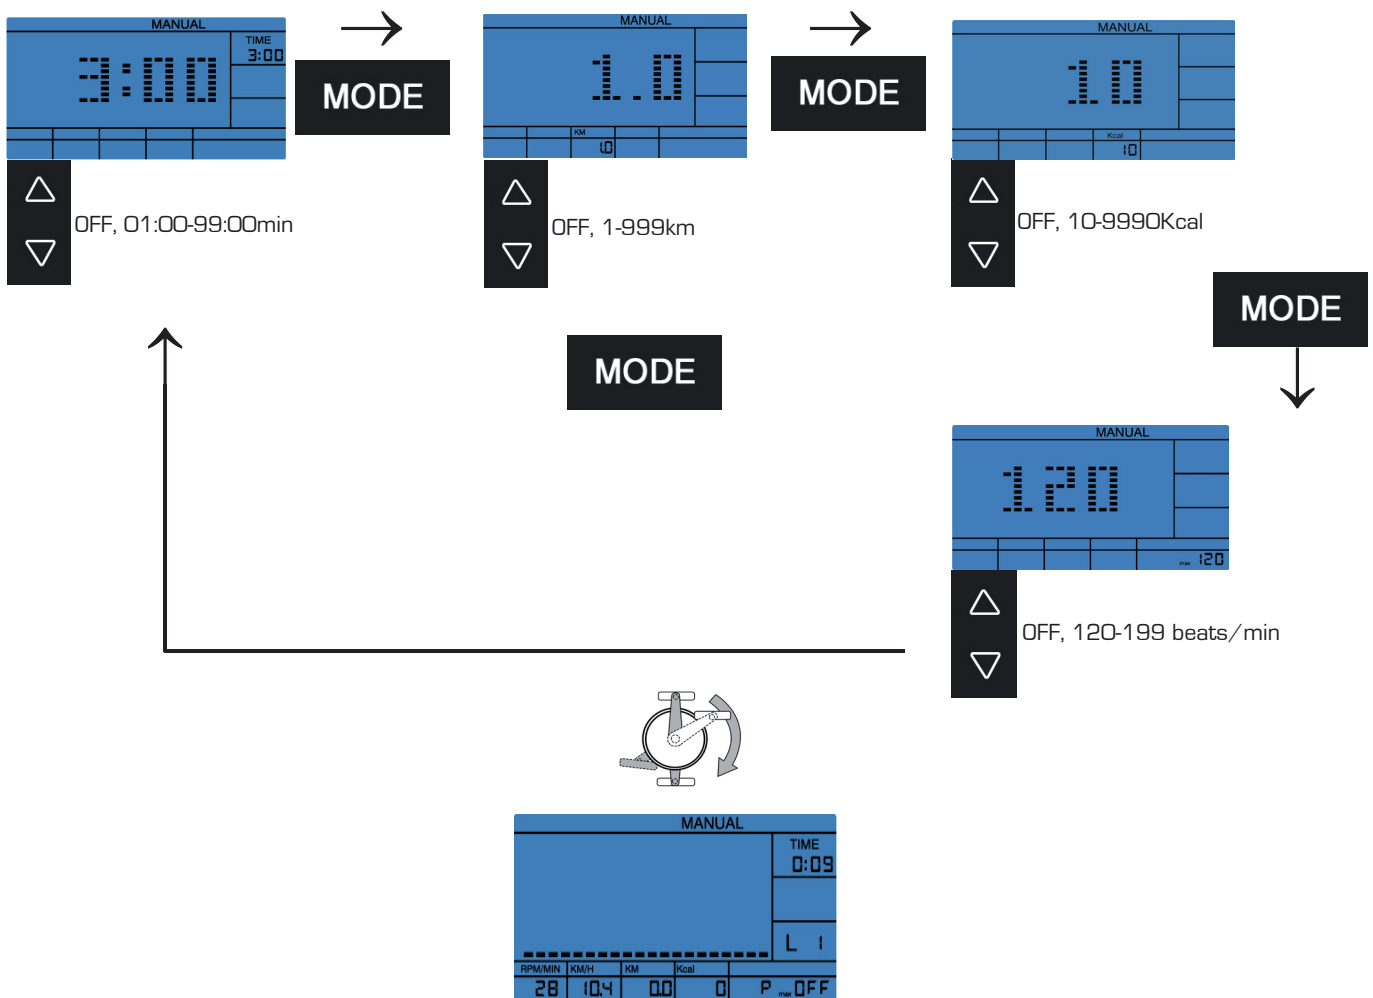 MANUAL
TIME
3:00
3:00
MODE
OFF, 01:00-99:00min
MANUAL
1.0
KM
1.0
MODE
OFF, 1-999km
MANUAL
10
Kcal
10
OFF, 10-9990Kcal
MODE
MODE
MANUAL
120
max 120
OFF, 120-199 beats/min
MANUAL
TIME
0:09
L 1
RPM/MIN KM/H KM Kcal
28 10.4 0.0 0 P max OFF